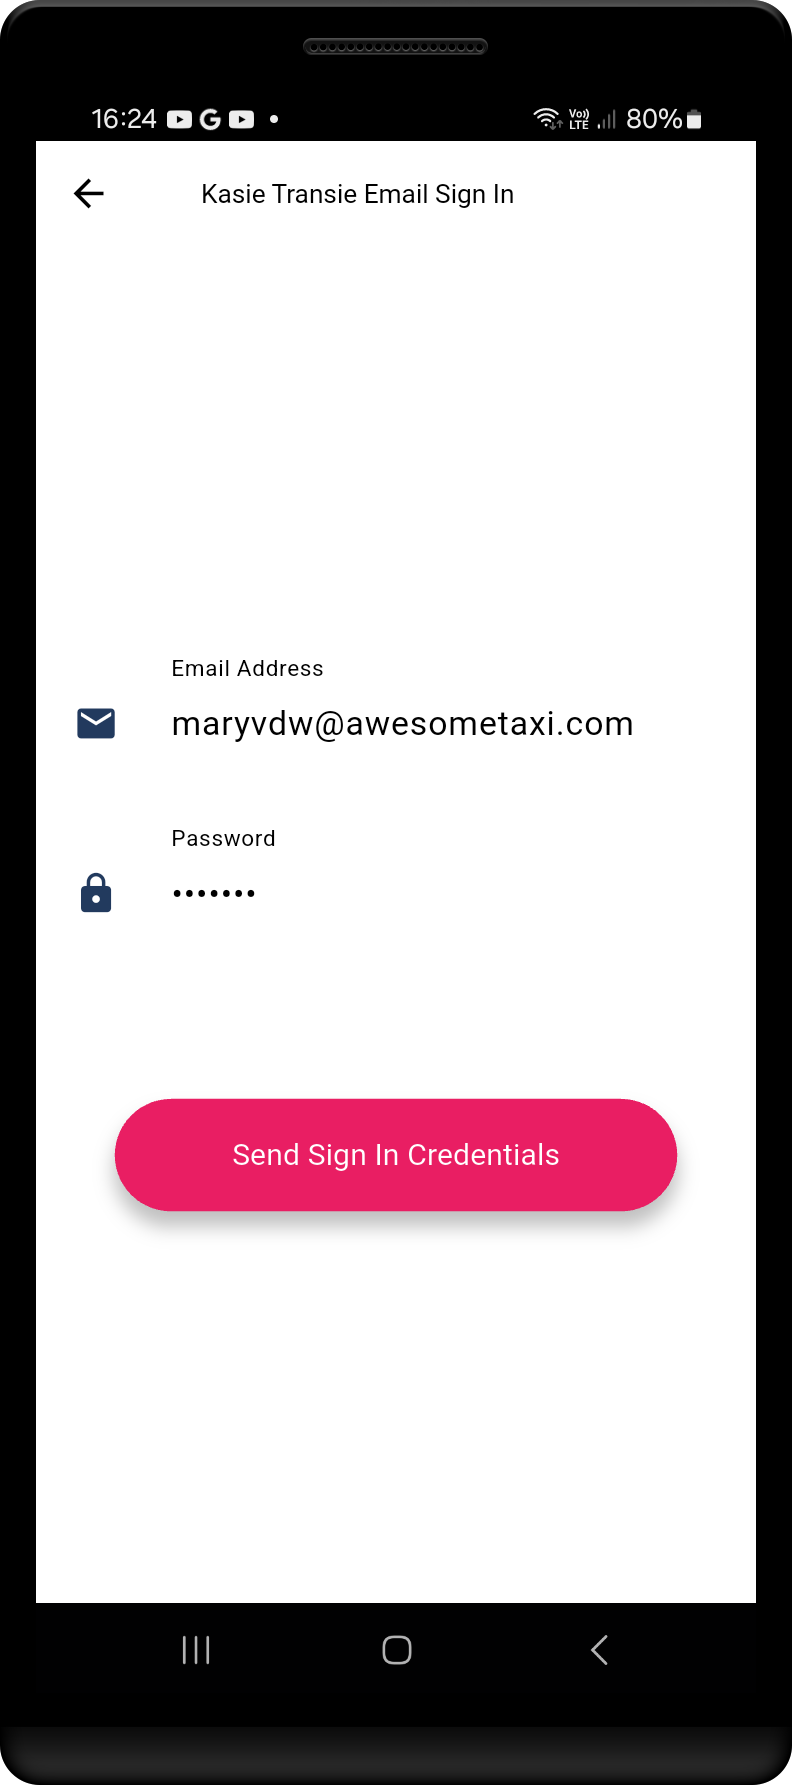 16:24
Vo))
LTE
80%
Kasie Transie Email Sign In
Email Address
maryvdw@awesometaxi.com
Password
•••••••
Send Sign In Credentials